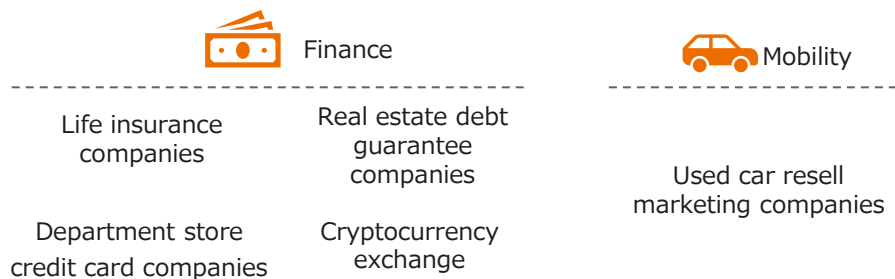 Finance
Life insurance
companies
Real estate debt
guarantee
companies
Department store
credit card companies
Cryptocurrency
exchange
Mobility
Used car resell
marketing companies